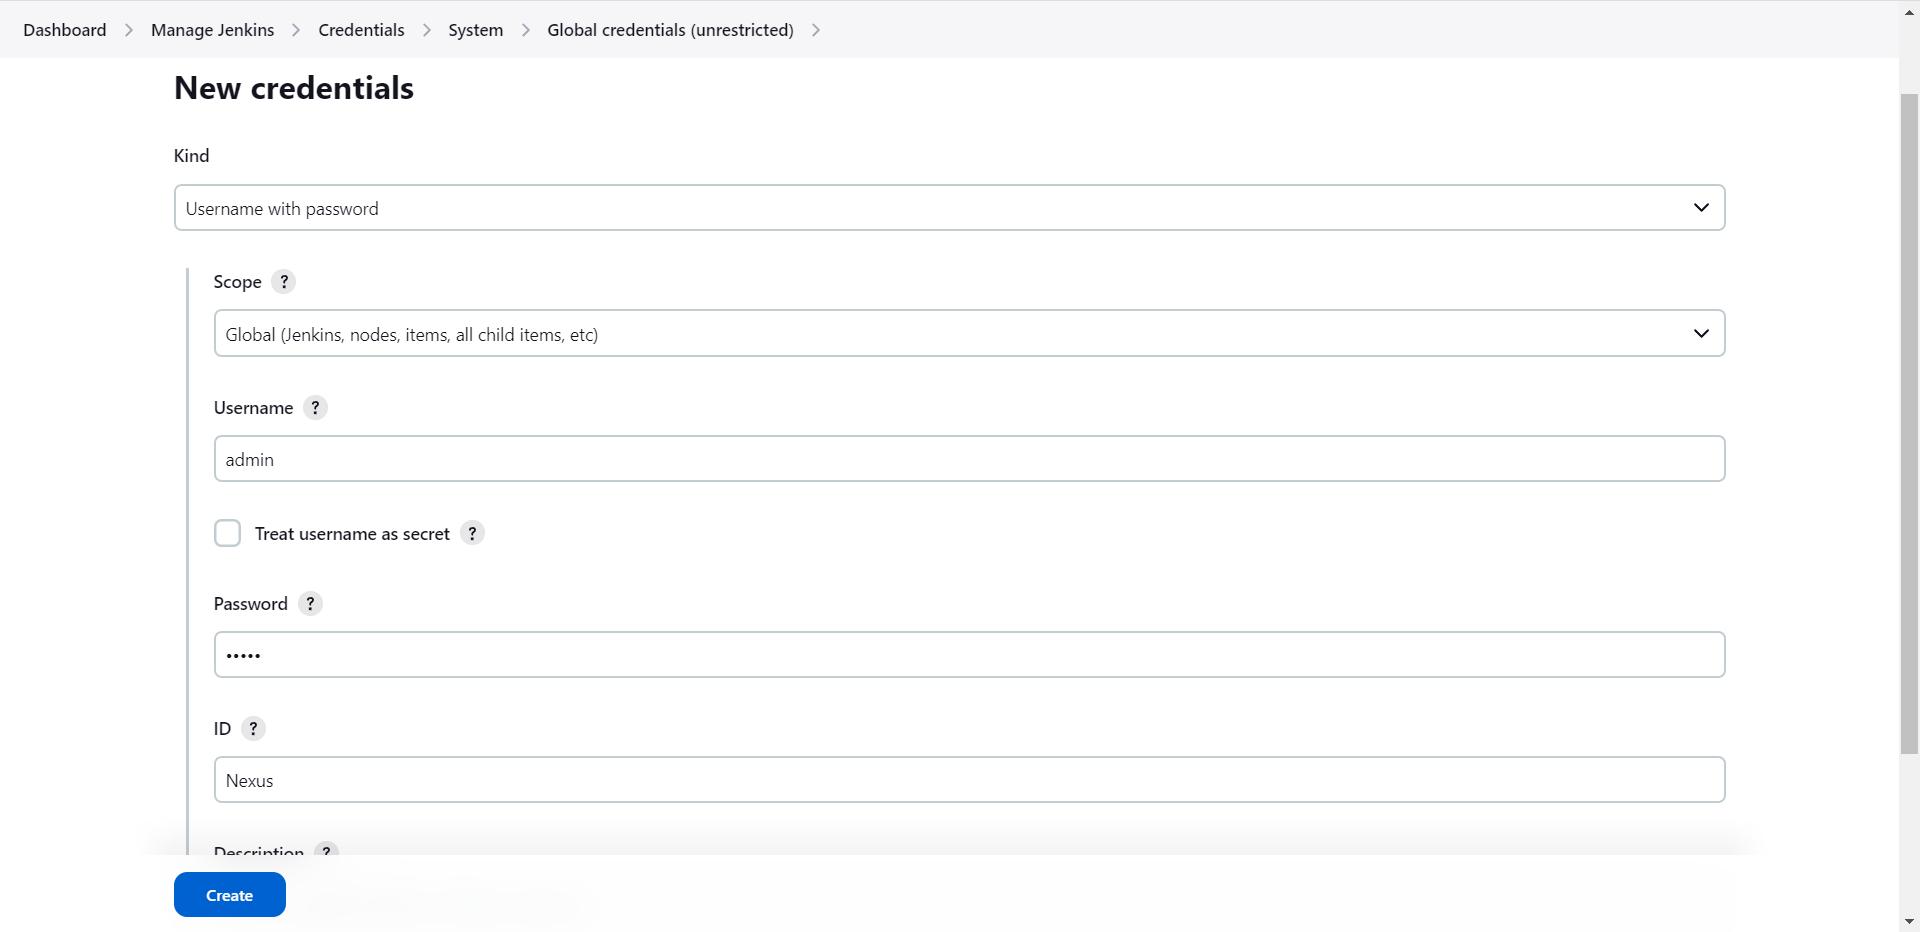 Dashboard > Manage Jenkins > Credentials > System > Global credentials (unrestricted) >
New credentials
Kind
Username with password
Scope ?
Global (Jenkins, nodes, items, all child items, etc)
Username ?
admin
Treat username as secret ?
Password ?
•••••
ID ?
Nexus
Description ?
Create